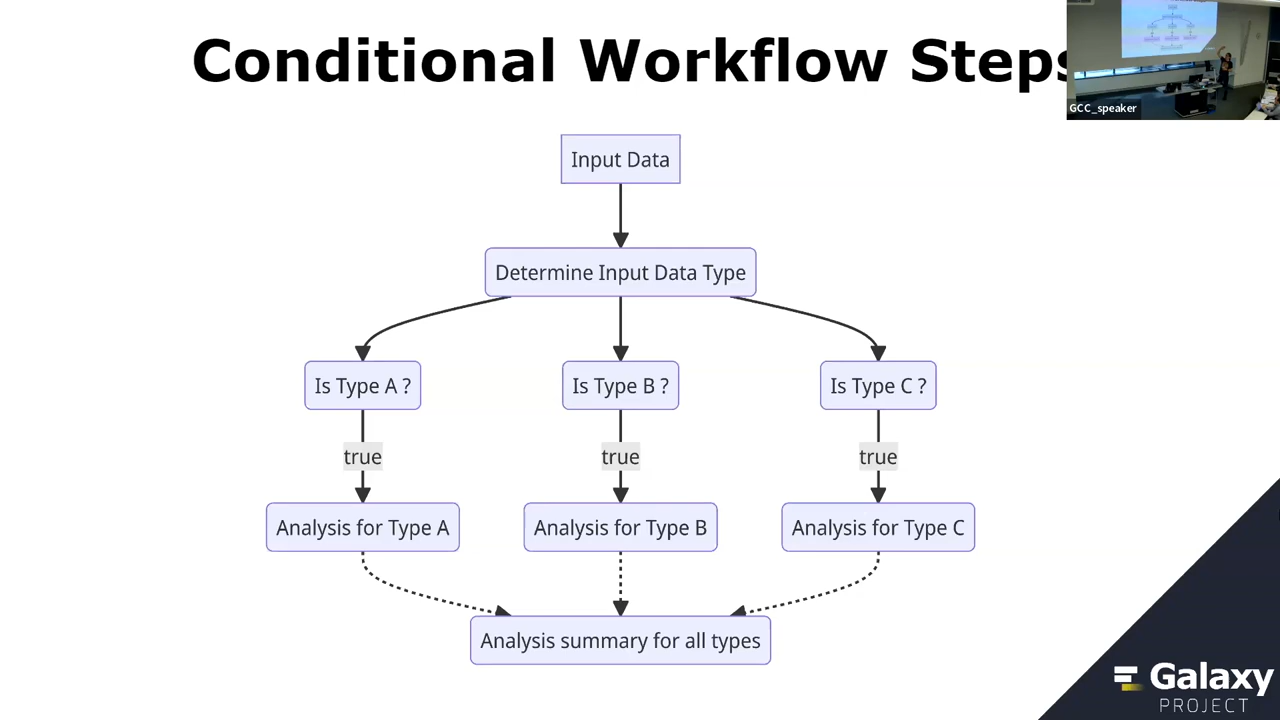 Conditional Workflow Steps
GCC_speaker
Input Data
Determine Input Data Type
Is Type A ?
Is Type B ?
Is Type C ?
true
true
true
Analysis for Type A
Analysis for Type B
Analysis for Type C
Analysis summary for all types
Galaxy
PROJECT